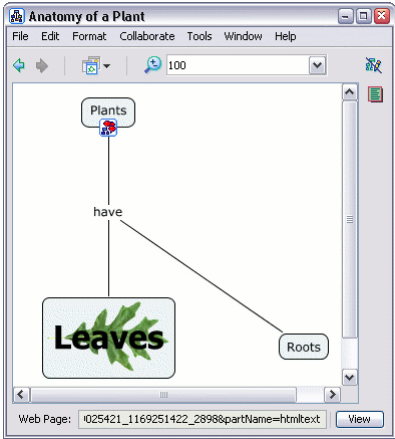 Anatomy of a Plant
File Edit Format Collaborate Tools Window Help
100
Plants
have
Leaves
Roots
Web Page: 025421_1169251422_2898&partName=htmltext View